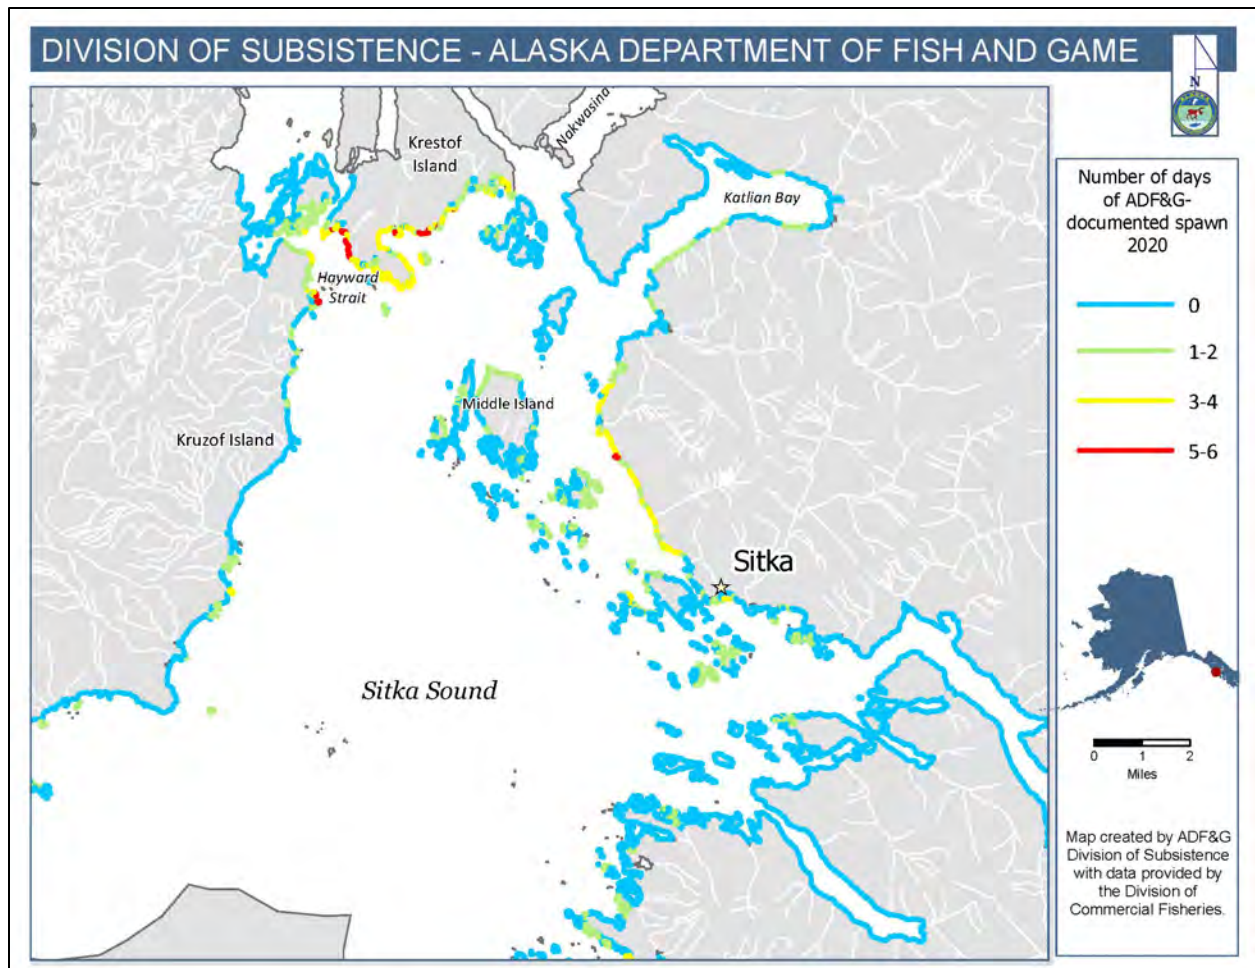 DIVISION OF SUBSISTENCE - ALASKA DEPARTMENT OF FISH AND GAME
N
ALASKA
Nakwasina
Krestof
Island
Katlian Bay
Hayward
Strait
Middle Island
Kruzof Island
Sitka
Sitka Sound
Number of days
of ADF&G-
documented spawn
2020
0
1-2
3-4
5-6
0 1 2
Miles
Map created by ADF&G
Division of Subsistence
with data provided by
the Division of
Commercial Fisheries.